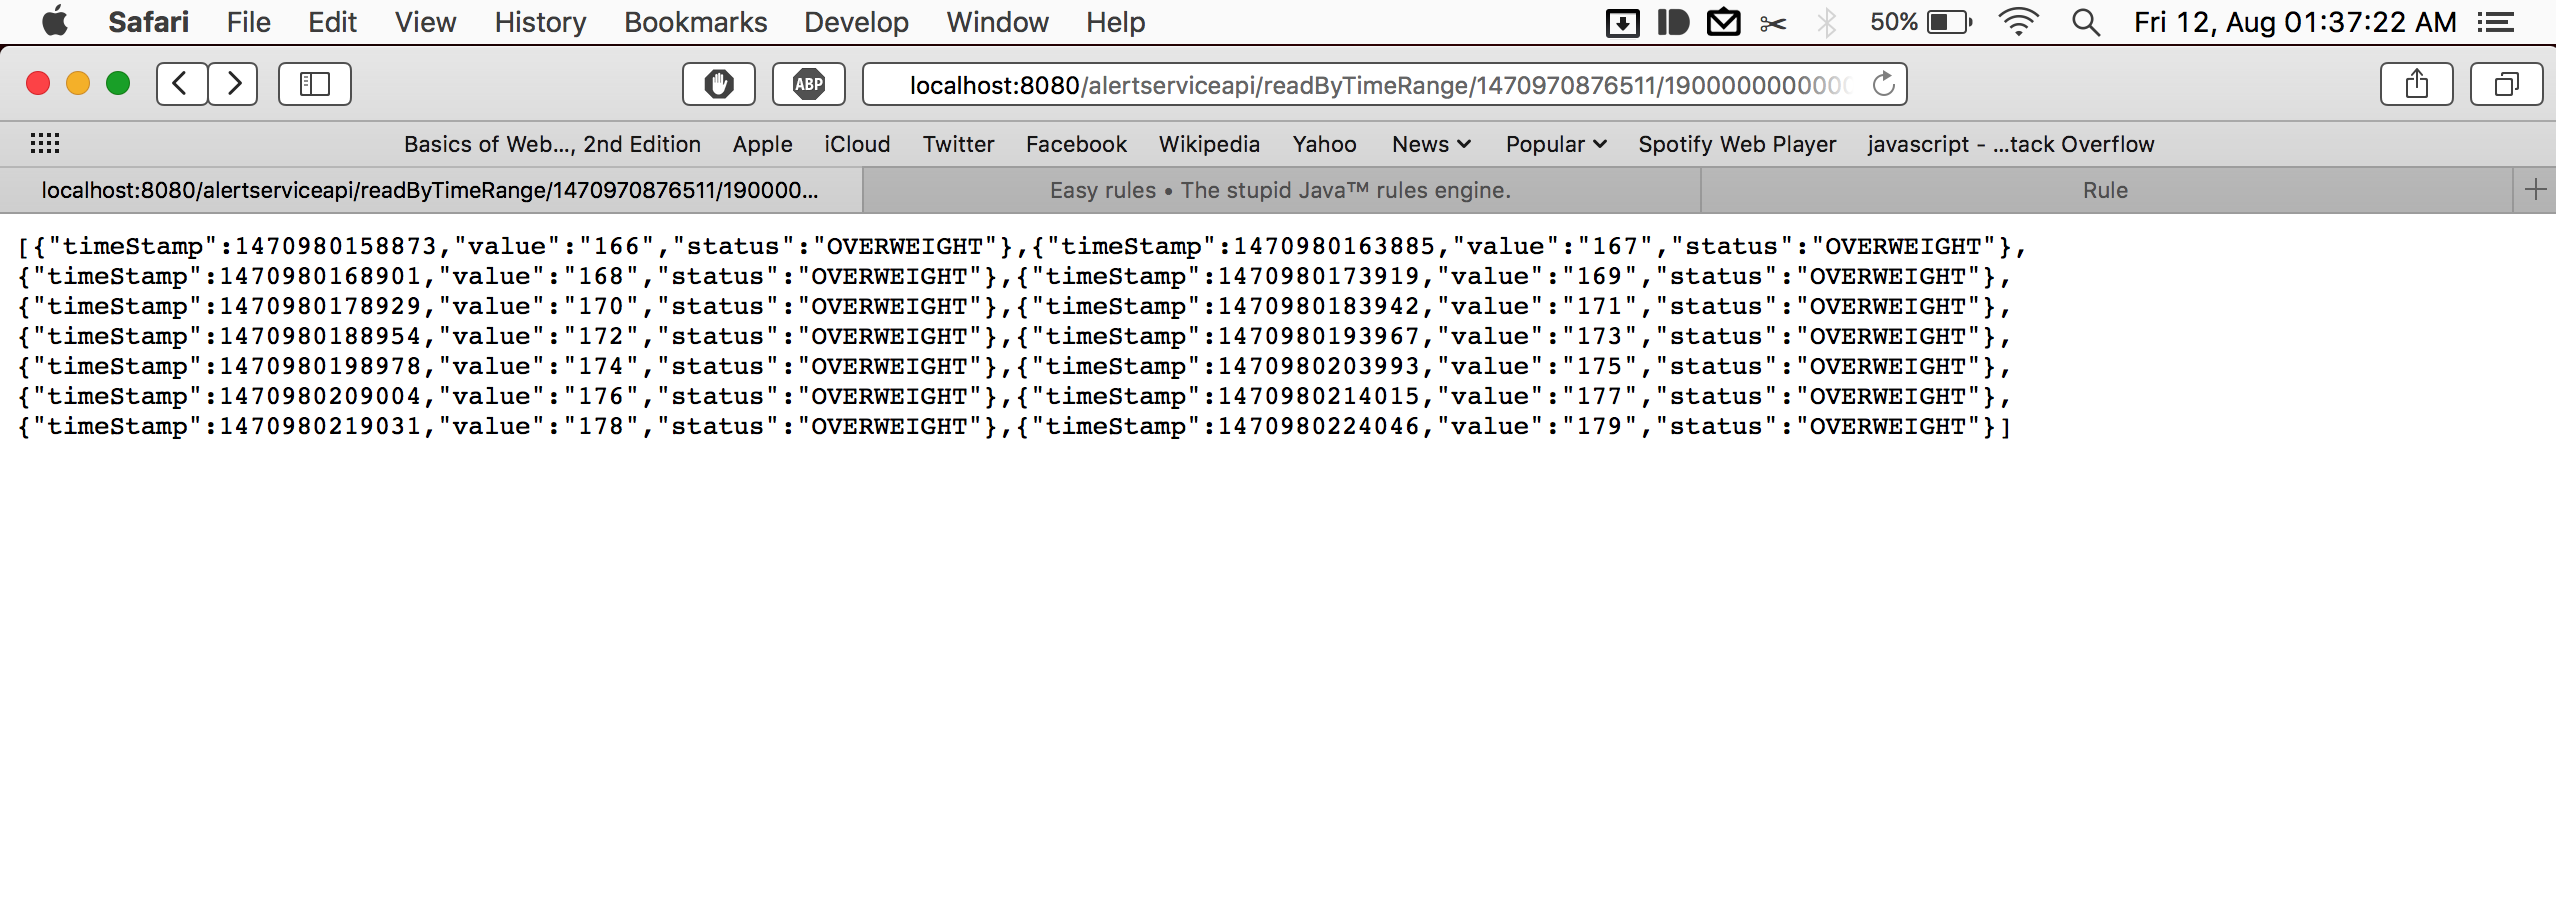 Safari File Edit View History Bookmarks Develop Window Help 50% Fri 12, Aug 01:37:22 AM
ABP localhost:8080/alertserviceapi/readByTimeRange/1470970876511/1900000000000
Basics of Web..., 2nd Edition Apple iCloud Twitter Facebook Wikipedia Yahoo News Popular Spotify Web Player javascript - ...tack Overflow
localhost:8080/alertserviceapi/readByTimeRange/1470970876511/190000... Easy rules • The stupid Java™ rules engine. Rule
[{"timeStamp":1470980158873,"value":"166","status":"OVERWEIGHT"},{"timeStamp":1470980163885,"value":"167","status":"OVERWEIGHT"},
{"timeStamp":1470980168901,"value":"168","status":"OVERWEIGHT"},{"timeStamp":1470980173919,"value":"169","status":"OVERWEIGHT"},
{"timeStamp":1470980178929,"value":"170","status":"OVERWEIGHT"},{"timeStamp":1470980183942,"value":"171","status":"OVERWEIGHT"},
{"timeStamp":1470980188954,"value":"172","status":"OVERWEIGHT"},{"timeStamp":1470980193967,"value":"173","status":"OVERWEIGHT"},
{"timeStamp":1470980198978,"value":"174","status":"OVERWEIGHT"},{"timeStamp":1470980203993,"value":"175","status":"OVERWEIGHT"},
{"timeStamp":1470980209004,"value":"176","status":"OVERWEIGHT"},{"timeStamp":1470980214015,"value":"177","status":"OVERWEIGHT"},
{"timeStamp":1470980219031,"value":"178","status":"OVERWEIGHT"},{"timeStamp":1470980224046,"value":"179","status":"OVERWEIGHT"}]